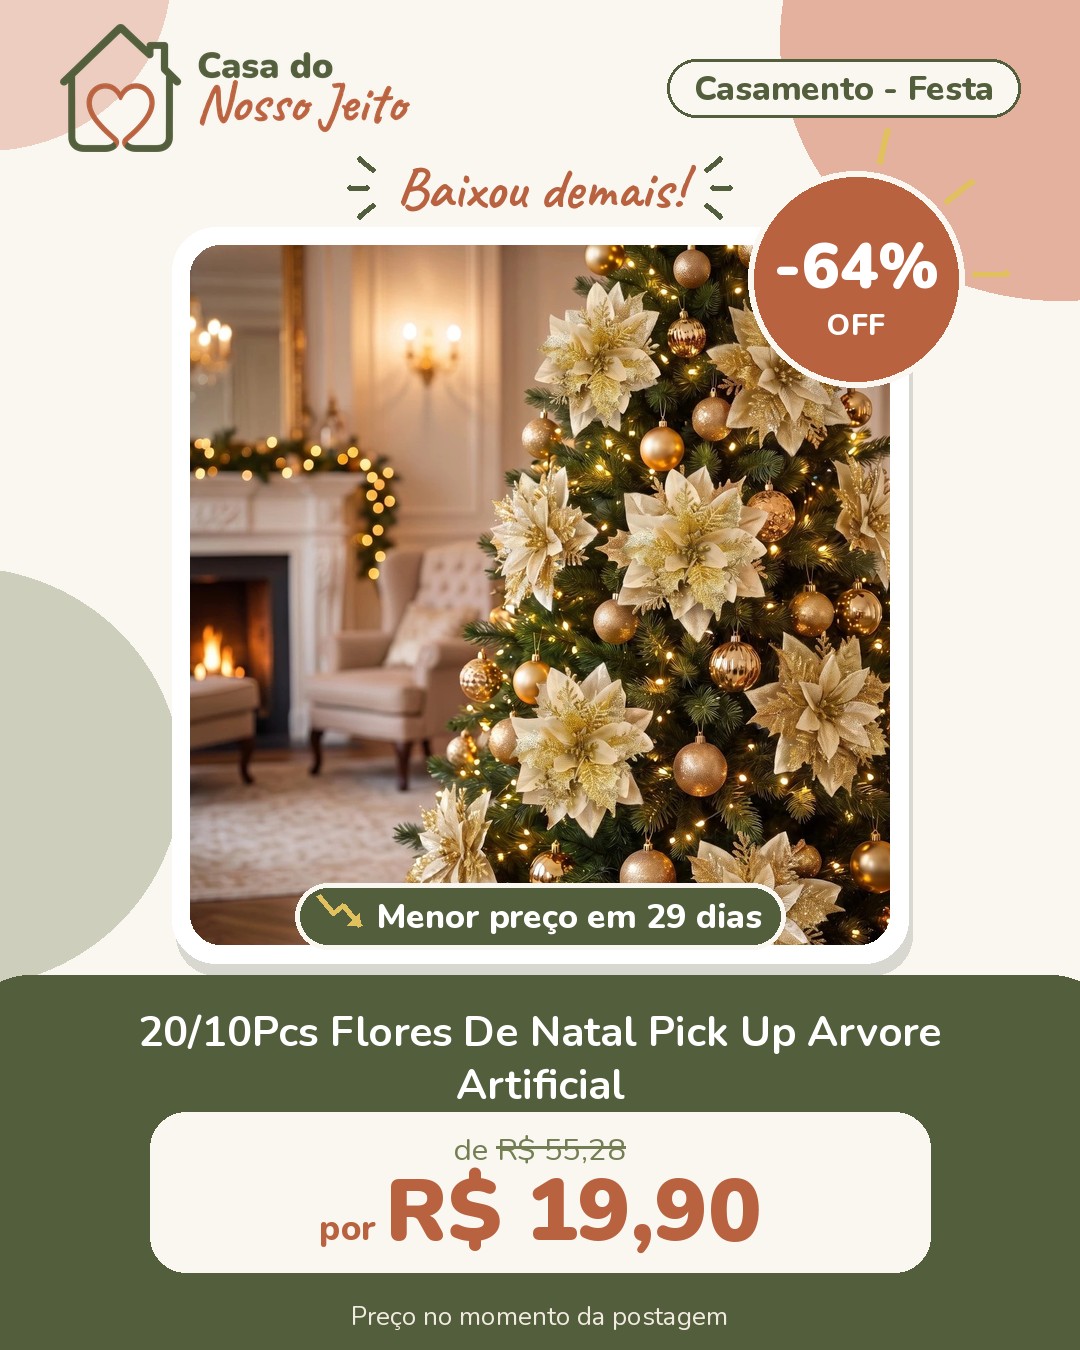 Casa do
Nosso Jeito
Casamento - Festa
Baixou demais!
-64%
OFF
Menor preço em 29 dias
20/10Pcs Flores De Natal Pick Up Arvore
Artificial
de R$ 55,28
por R$ 19,90
Preço no momento da postagem